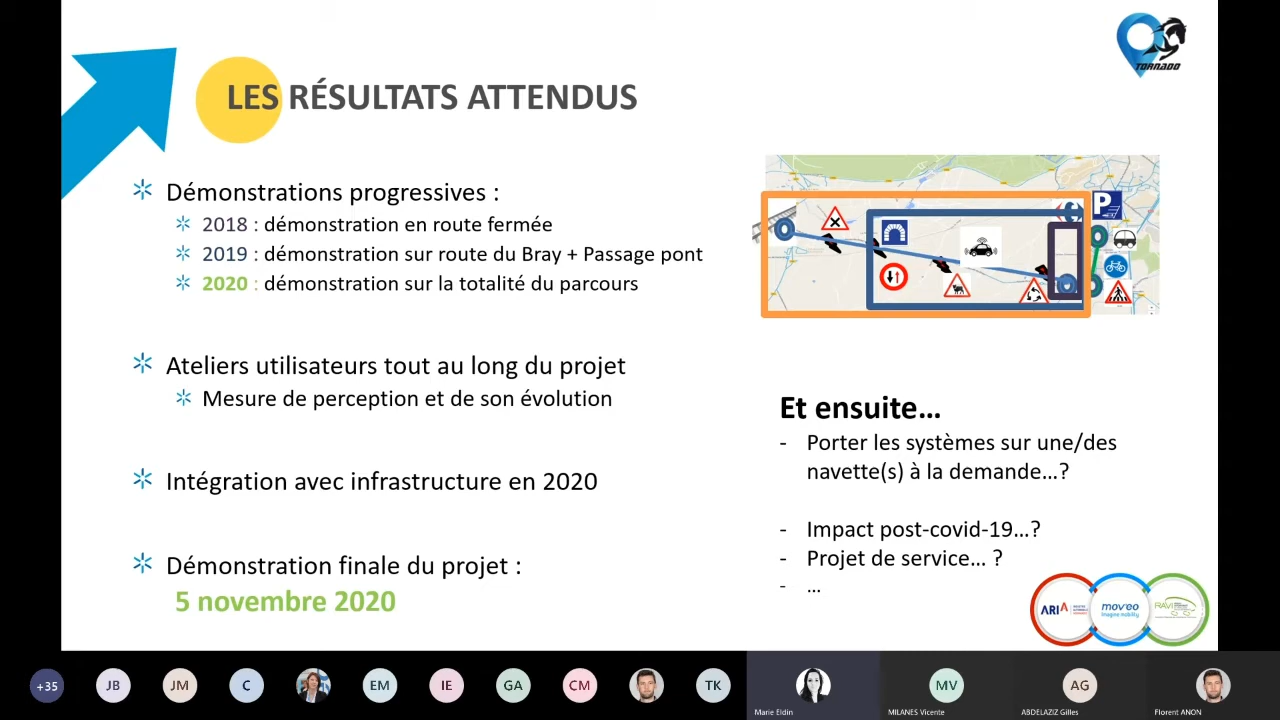 TORNADO
LES RÉSULTATS ATTENDUS
Démonstrations progressives :
2018 : démonstration en route fermée
2019 : démonstration sur route du Bray + Passage pont
2020 : démonstration sur la totalité du parcours
P
Ateliers utilisateurs tout au long du projet
Mesure de perception et de son évolution
Intégration avec infrastructure en 2020
Démonstration finale du projet :
5 novembre 2020
Et ensuite...
- Porter les systèmes sur une/des
navette(s) à la demande...?
- Impact post-covid-19...?
- Projet de service... ?
- ...
ARIA
mov'eo
imagine mobility
RAVI
+35
JB
JM
C
EM
IE
GA
CM
TK
Marie Eldin
MV
MILANES Vicente
AG
ABDELAZIZ Gilles
Florent ANON